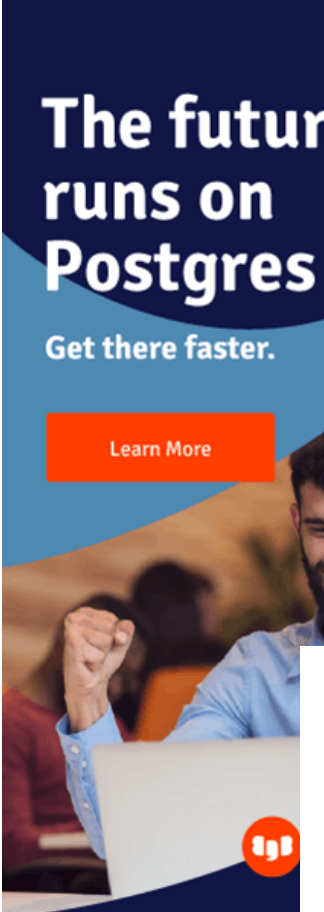 The futur
runs on
Postgres
Get there faster.
Learn More